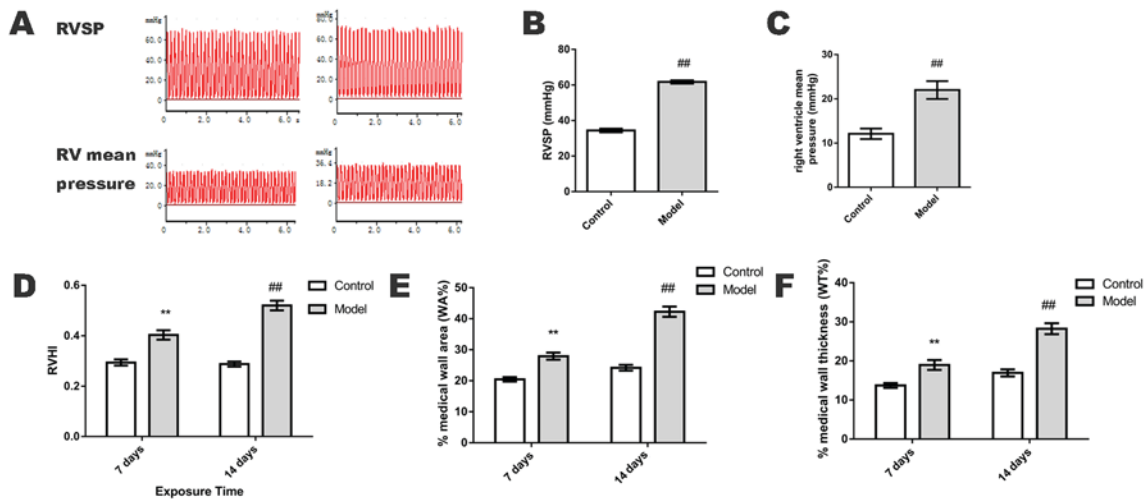 A
RVSP
mmHg
60.0
40.0
20.0
0
0 2.0 4.0 6.0 s
mmHg
60.0
40.0
20.0
0
0 2.0 4.0 6.0
RV mean
pressure
mmHg
40.0
20.0
0
0 2.0 4.0 6.0
mmHg
36.4
18.2
0
0 2.0 4.0 6.0
B
RVSP (mmHg)
80
60
40
20
0
##
Control
Model
C
right ventricle mean
pressure (mmHg)
30
20
10
0
##
Control
Model
D
RVHI
0.6
0.4
0.2
0.0
**
##
Control
Model
7 days
14 days
Exposure Time
E
% medical wall area (WA%)
50
40
30
20
10
0
**
##
Control
Model
7 days
14 days
F
% medical wall thickness (WT%)
40
30
20
10
0
**
##
Control
Model
7 days
14 days